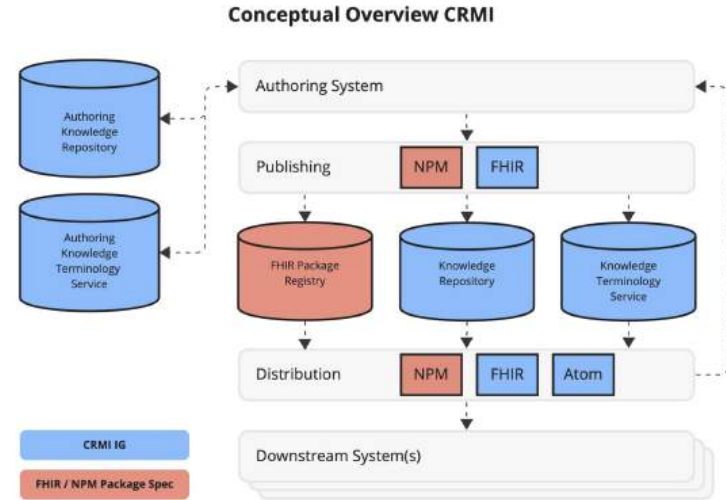 Conceptual Overview CRMI
Authoring
Knowledge
Repository
Authoring System
Publishing
NPM
FHIR
Authoring
Knowledge
Terminology
Service
FHIR Package
Registry
Knowledge
Repository
Knowledge
Terminology
Service
Distribution
NPM
FHIR
Atom
CRMI IG
FHIR / NPM Package Spec
Downstream System(s)